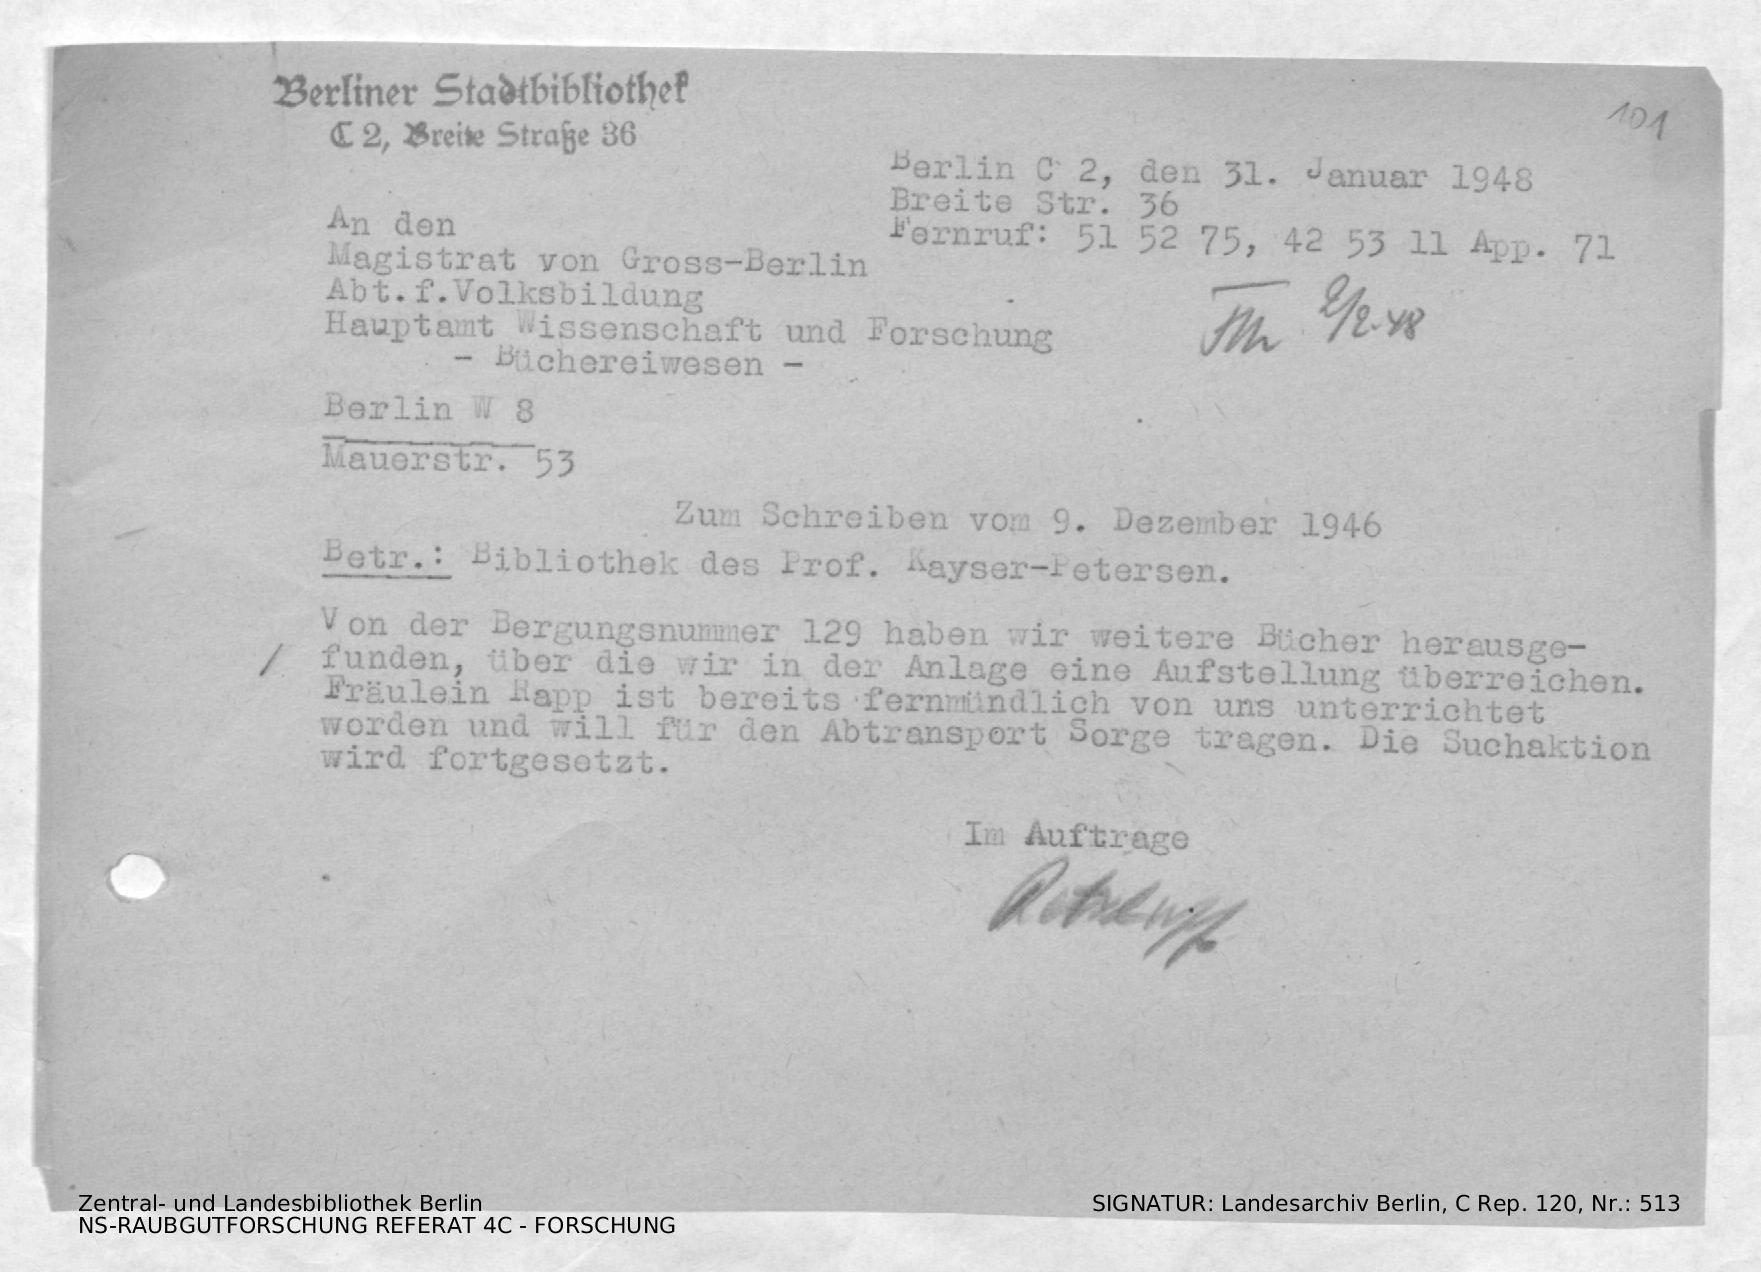 Berliner Stadtbibliothek
C 2, Breite Straße 36
101
Berlin C 2, den 31. Januar 1948
Breite Str. 36
Fernruf: 51 52 75, 42 53 11 App. 71
An den
Magistrat von Gross-Berlin
Abt.f.Volksbildung
Hauptamt Wissenschaft und Forschung
- Büchereiwesen -
2/2.48
Berlin W 8
Mauerstr. 53
Zum Schreiben vom 9. Dezember 1946
Betr.: Bibliothek des Prof. Kayser-Petersen.
Von der Bergungsnummer 129 haben wir weitere Bücher herausge-
/ funden, über die wir in der Anlage eine Aufstellung überreichen.
Fräulein Rapp ist bereits fernmündlich von uns unterrichtet
worden und will für den Abtransport Sorge tragen. Die Suchaktion
wird fortgesetzt.
Im Auftrage
Zentral- und Landesbibliothek Berlin
NS-RAUBGUTFORSCHUNG REFERAT 4C - FORSCHUNG
SIGNATUR: Landesarchiv Berlin, C Rep. 120, Nr.: 513